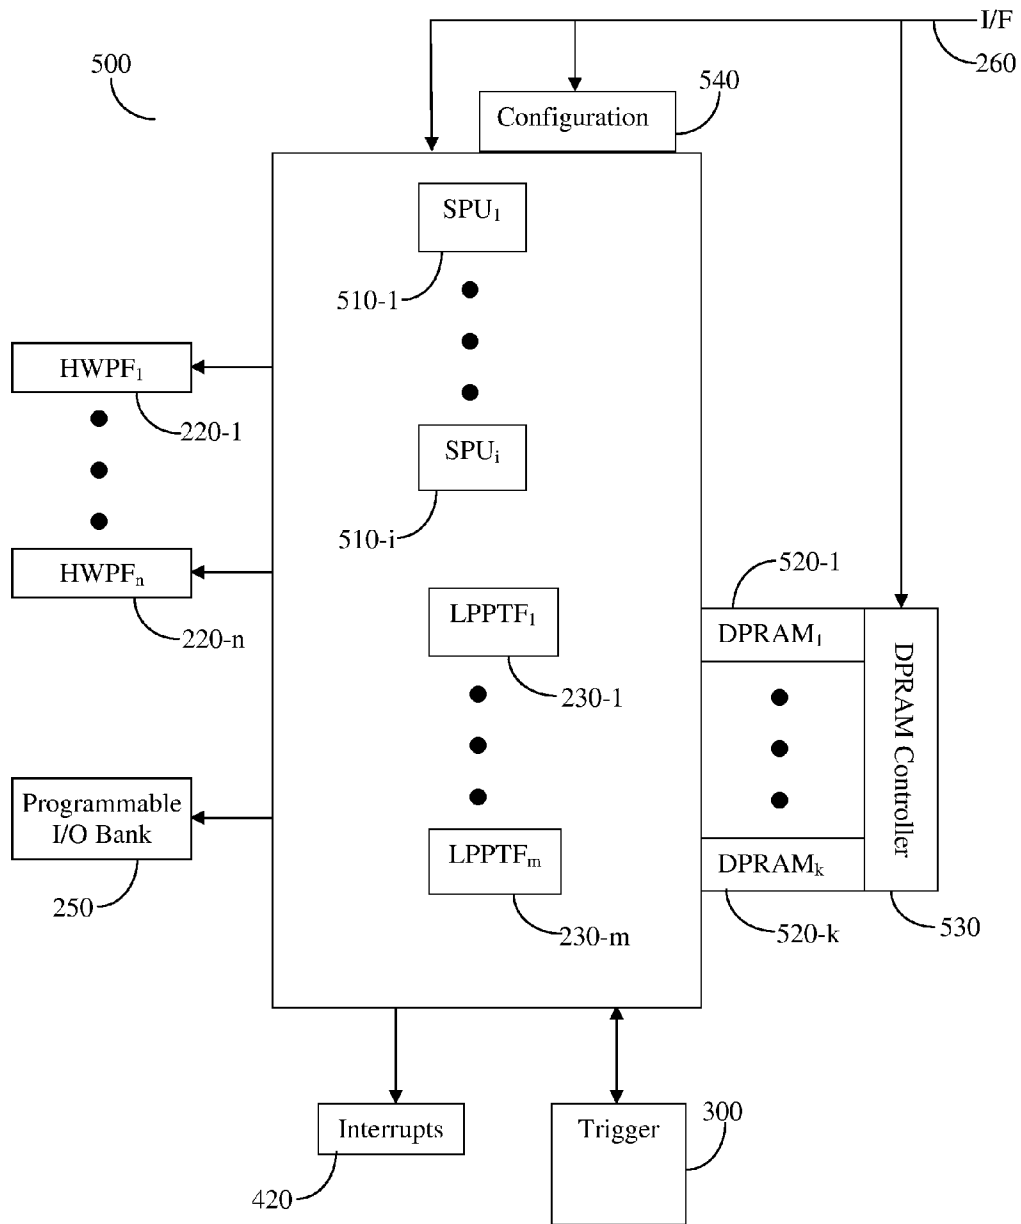 I/F
260
500
540
Configuration
SPU₁
510-1
HWPF₁
220-1
SPUᵢ
510-i
HWPFₙ
220-n
520-1
LPPTF₁
230-1
DPRAM₁
DPRAM Controller
Programmable
I/O Bank
250
LPPTFₘ
230-m
DPRAMₖ
520-k
530
Interrupts
420
Trigger
300